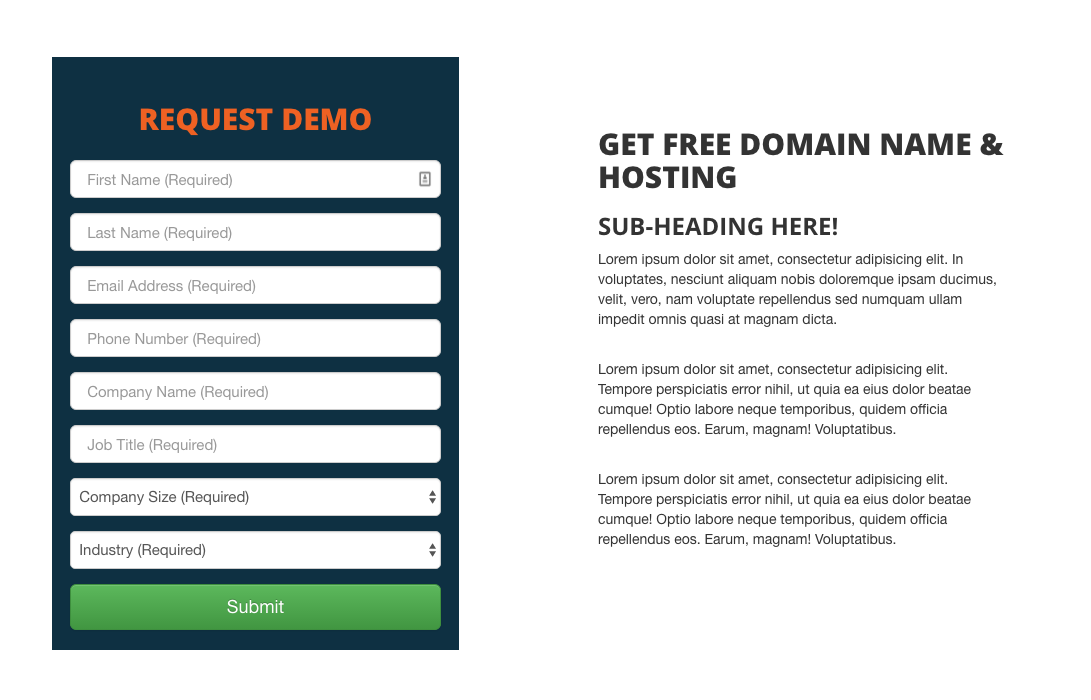 REQUEST DEMO
First Name (Required)
Last Name (Required)
Email Address (Required)
Phone Number (Required)
Company Name (Required)
Job Title (Required)
Company Size (Required)
Industry (Required)
Submit
GET FREE DOMAIN NAME &
HOSTING
SUB-HEADING HERE!
Lorem ipsum dolor sit amet, consectetur adipisicing elit. In
voluptates, nesciunt aliquam nobis doloremque ipsam ducimus,
velit, vero, nam voluptate repellendus sed numquam ullam
impedit omnis quasi at magnam dicta.
Lorem ipsum dolor sit amet, consectetur adipisicing elit.
Tempore perspiciatis error nihil, ut quia ea eius dolor beatae
cumque! Optio labore neque temporibus, quidem officia
repellendus eos. Earum, magnam! Voluptatibus.
Lorem ipsum dolor sit amet, consectetur adipisicing elit.
Tempore perspiciatis error nihil, ut quia ea eius dolor beatae
cumque! Optio labore neque temporibus, quidem officia
repellendus eos. Earum, magnam! Voluptatibus.